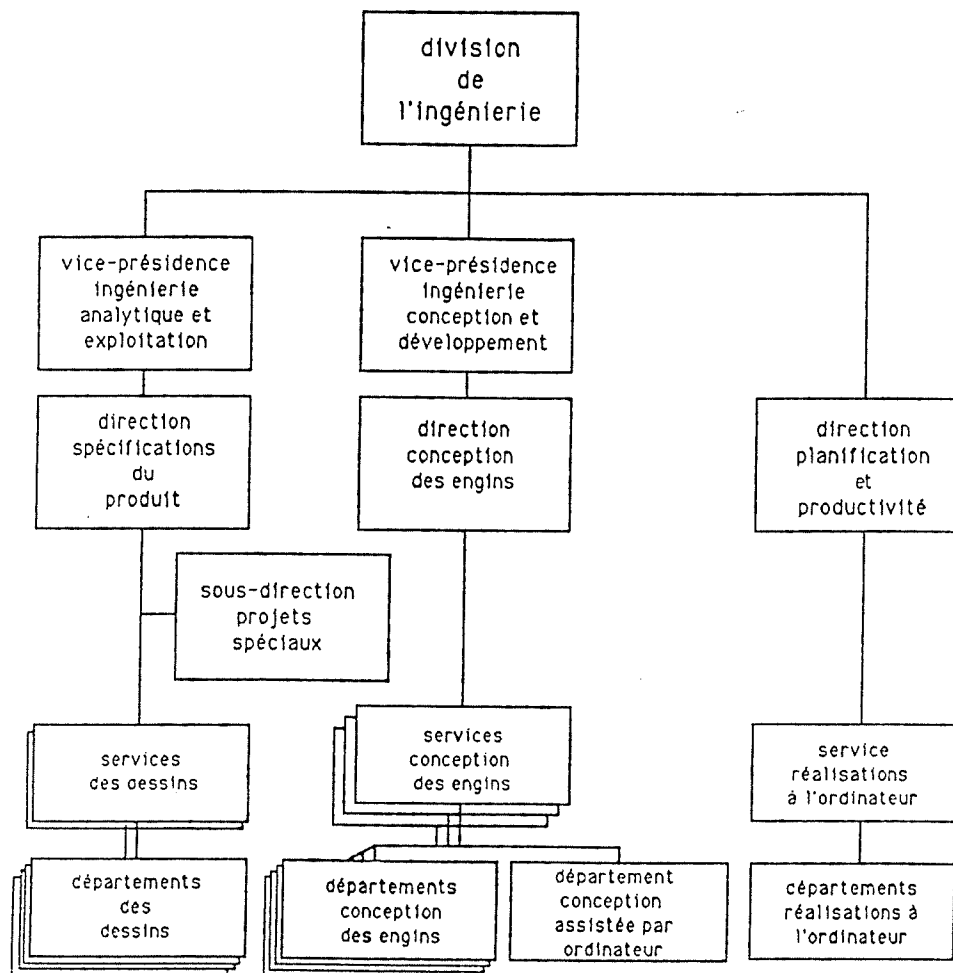 division
de
l'ingénierie
vice-présidence
ingénierie
analytique et
exploitation
vice-présidence
ingénierie
conception et
développement
direction
spécifications
du
produit
direction
conception
des engins
direction
planification
et
productivité
sous-direction
projets
spéciaux
services
des dessins
services
conception
des engins
service
réalisations
à l'ordinateur
départements
des
dessins
départements
conception
des engins
département
conception
assistée par
ordinateur
départements
réalisations à
l'ordinateur